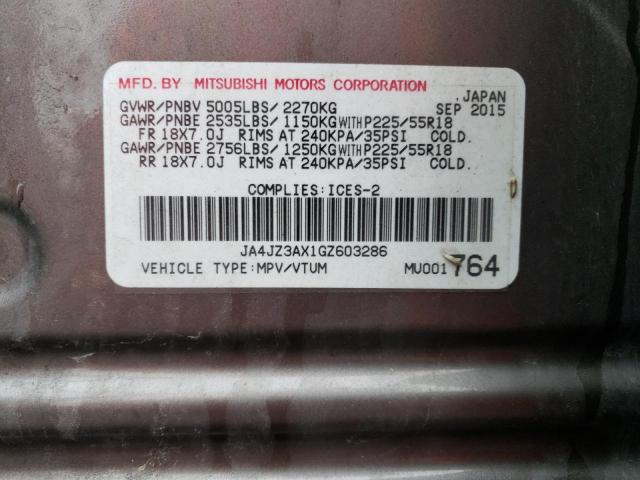 MFD. BY MITSUBISHI MOTORS CORPORATION
,JAPAN
GVWR/PNBV 5005LBS/ 2270KG SEP 2015
GAWR/PNBE 2535LBS/ 1150KG WITH P225/55R18
FR 18X7.0J RIMS AT 240KPA/35PSI COLD.
GAWR/PNBE 2756LBS/ 1250KG WITH P225/55R18
RR 18X7.0J RIMS AT 240KPA/35PSI COLD.
COMPLIES:ICES-2
JA4JZ3AX1GZ603286
VEHICLE TYPE:MPV/VTUM MU001764